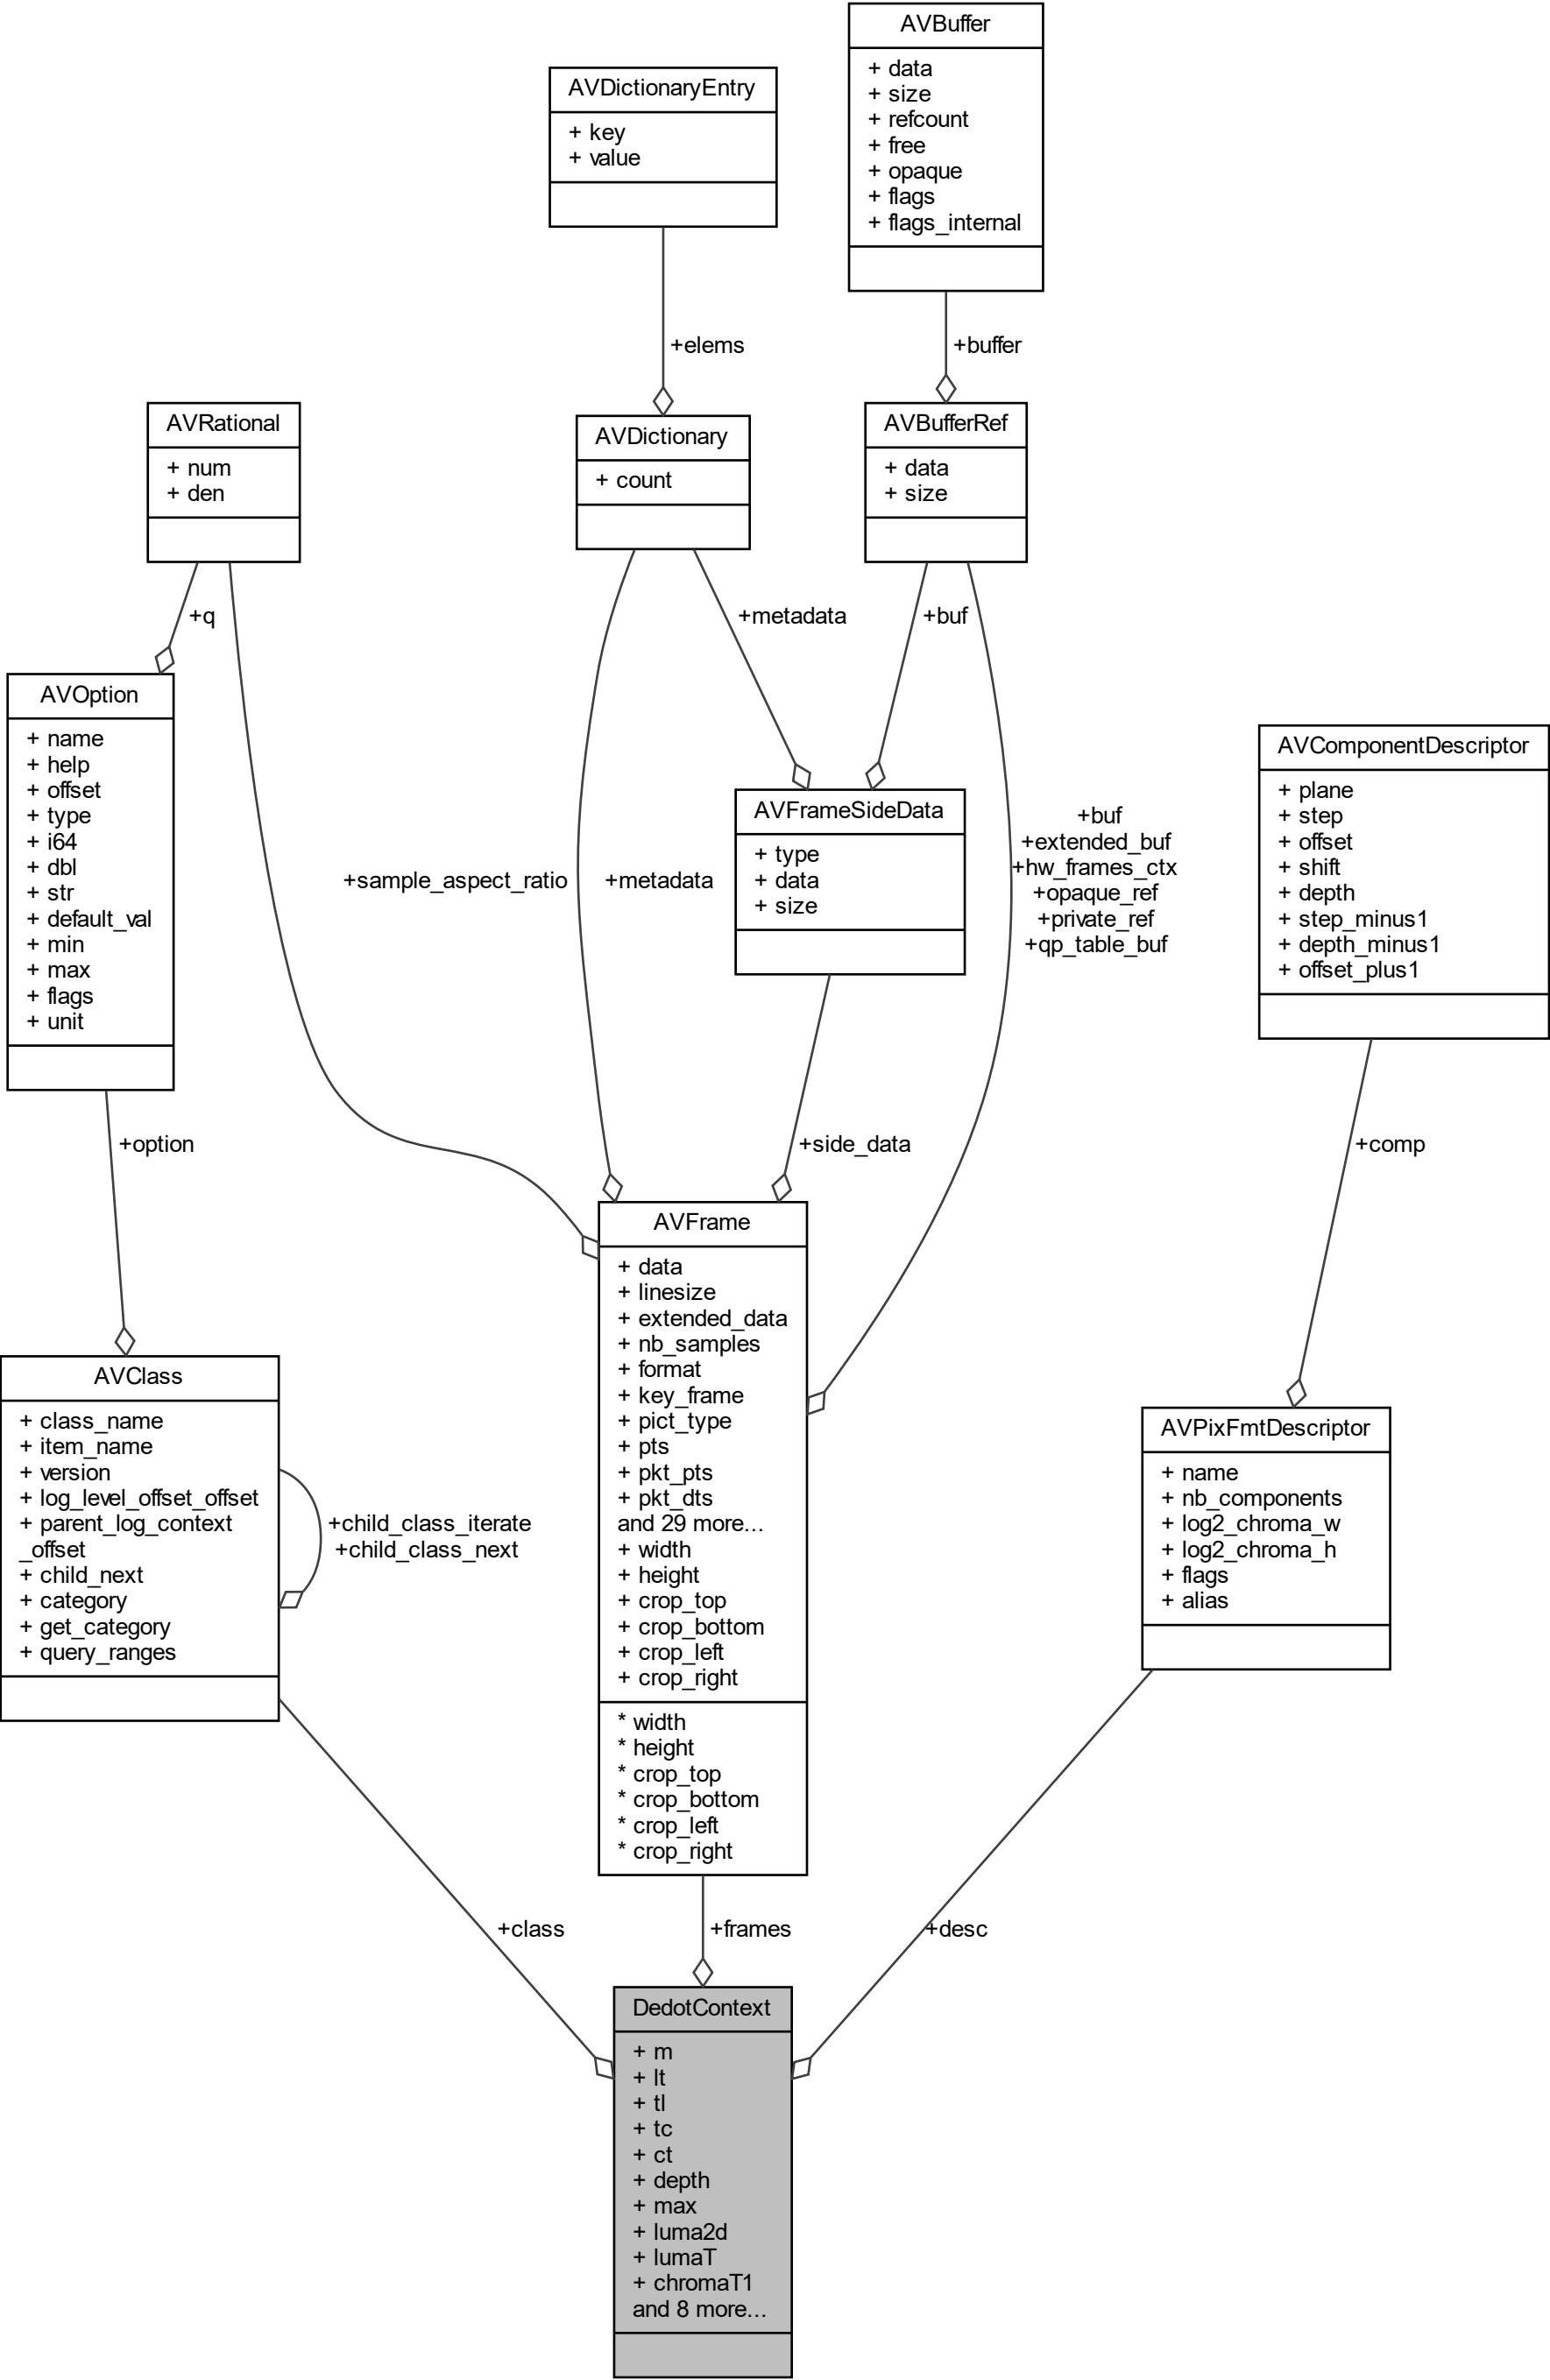 AVBuffer
+ data
+ size
+ refcount
+ free
+ opaque
+ flags
+ flags_internal
AVDictionaryEntry
+ key
+ value
+elems
+buffer
AVRational
+ num
+ den
AVDictionary
+ count
AVBufferRef
+ data
+ size
+q
+metadata
+buf
AVOption
+ name
+ help
+ offset
+ type
+ i64
+ dbl
+ str
+ default_val
+ min
+ max
+ flags
+ unit
+sample_aspect_ratio
+metadata
AVFrameSideData
+ type
+ data
+ size
+buf
+extended_buf
+hw_frames_ctx
+opaque_ref
+private_ref
+qp_table_buf
AVComponentDescriptor
+ plane
+ step
+ offset
+ shift
+ depth
+ step_minus1
+ depth_minus1
+ offset_plus1
+option
+side_data
+comp
AVClass
+ class_name
+ item_name
+ version
+ log_level_offset_offset
+ parent_log_context
_offset
+ child_next
+ category
+ get_category
+ query_ranges
+child_class_iterate
+child_class_next
AVFrame
+ data
+ linesize
+ extended_data
+ nb_samples
+ format
+ key_frame
+ pict_type
+ pts
+ pkt_pts
+ pkt_dts
and 29 more...
+ width
+ height
+ crop_top
+ crop_bottom
+ crop_left
+ crop_right
* width
* height
* crop_top
* crop_bottom
* crop_left
* crop_right
AVPixFmtDescriptor
+ name
+ nb_components
+ log2_chroma_w
+ log2_chroma_h
+ flags
+ alias
+class
+frames
+desc
DedotContext
+ m
+ lt
+ tl
+ tc
+ ct
+ depth
+ max
+ luma2d
+ lumaT
+ chromaT1
and 8 more...